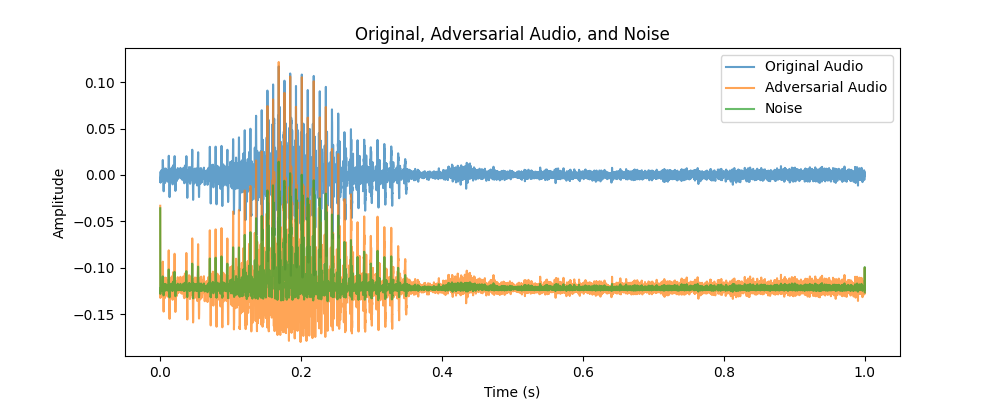 Original, Adversarial Audio, and Noise
Original Audio
Adversarial Audio
Noise
Amplitude
0.10
0.05
0.00
−0.05
−0.10
−0.15
0.0
0.2
0.4
0.6
0.8
1.0
Time (s)